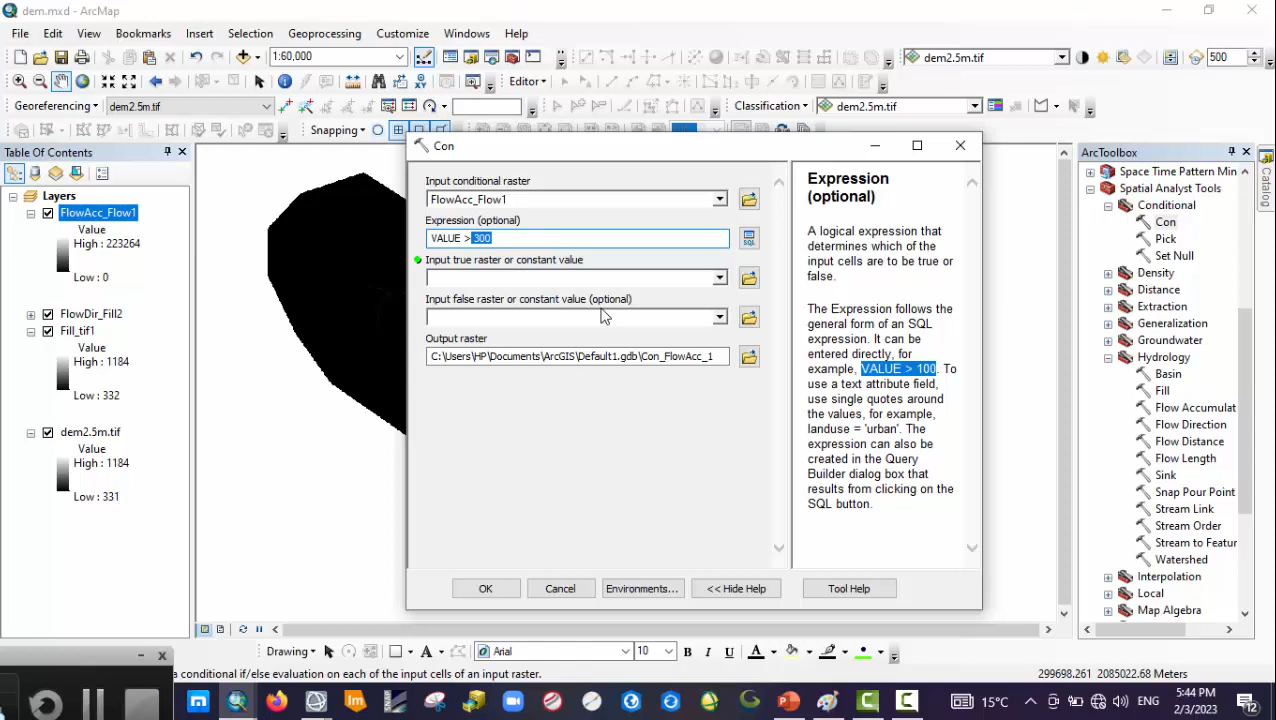 dem.mxd - ArcMap
File Edit View Bookmarks Insert Selection Geoprocessing Customize Windows Help
1:60,000
dem2.5m.tif
500
Editor
Georeferencing
dem2.5m.tif
Classification
dem2.5m.tif
Snapping
Table Of Contents
Layers
FlowAcc_Flow1
Value
High : 223264
Low : 0
FlowDir_Fill2
Fill_tif1
Value
High : 1184
Low : 332
dem2.5m.tif
Value
High : 1184
Low : 331
Con
Input conditional raster
FlowAcc_Flow1
Expression (optional)
VALUE > 300
SQL
Input true raster or constant value
Input false raster or constant value (optional)
Output raster
C:\Users\HP\Documents\ArcGIS\Default1.gdb\Con_FlowAcc_1
OK
Cancel
Environments...
<< Hide Help
Tool Help
Expression
(optional)
A logical expression that
determines which of the
input cells are to be true or
false.
The Expression follows the
general form of an SQL
expression. It can be
entered directly, for
example, VALUE > 100. To
use a text attribute field,
use single quotes around
the values, for example,
landuse = 'urban'. The
expression can also be
created in the Query
Builder dialog box that
results from clicking on the
SQL button.
ArcToolbox
Space Time Pattern Min
Spatial Analyst Tools
Conditional
Con
Pick
Set Null
Density
Distance
Extraction
Generalization
Groundwater
Hydrology
Basin
Fill
Flow Accumulat
Flow Direction
Flow Distance
Flow Length
Sink
Snap Pour Point
Stream Link
Stream Order
Stream to Featur
Watershed
Interpolation
Local
Map Algebra
Catalog
Drawing
A
Arial
10
B I U A
a conditional if/else evaluation on each of the input cells of an input raster.
299698.261 2085022.68 Meters
15°C
ENG
5:44 PM
2/3/2023
12